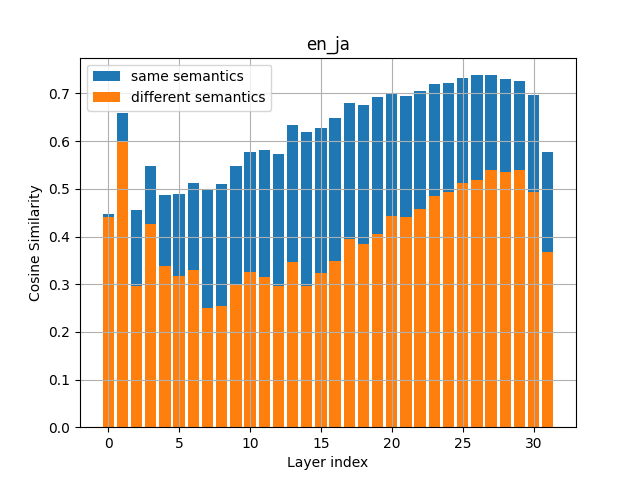 en_ja
same semantics
different semantics
Cosine Similarity
0.7
0.6
0.5
0.4
0.3
0.2
0.1
0.0
0 5 10 15 20 25 30
Layer index